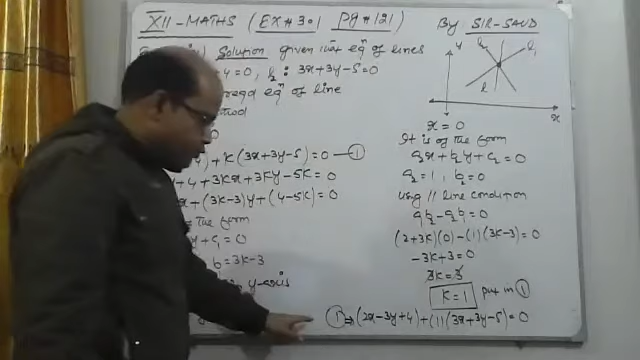 XII-MATHS (EX # 3.1 Pg # 121) By SIR-SAUD
Solution given that eqn of lines
4=0, l₂ : 3x+3y-5=0
reqd eqn of line
0
) + K(3x+3y-5)=0 —①
y+4+3Kx+3Ky-5K=0
x+(3K-3)y+(4-5K)=0
the form
y+c₁=0
b=3K-3
y-axis
y
l₁
l
x
x=0
It is of the form
a₂x+b₂y+c₂=0
a₂=1, b₂=0
using // line condition
a₁b₂-a₂b₁=0
(2+3K)(0)-(1)(3K-3)=0
-3K+3=0
3K=3
K=1 put in ①
①⇒(2x-3y+4)+(1)(3x+3y-5)=0